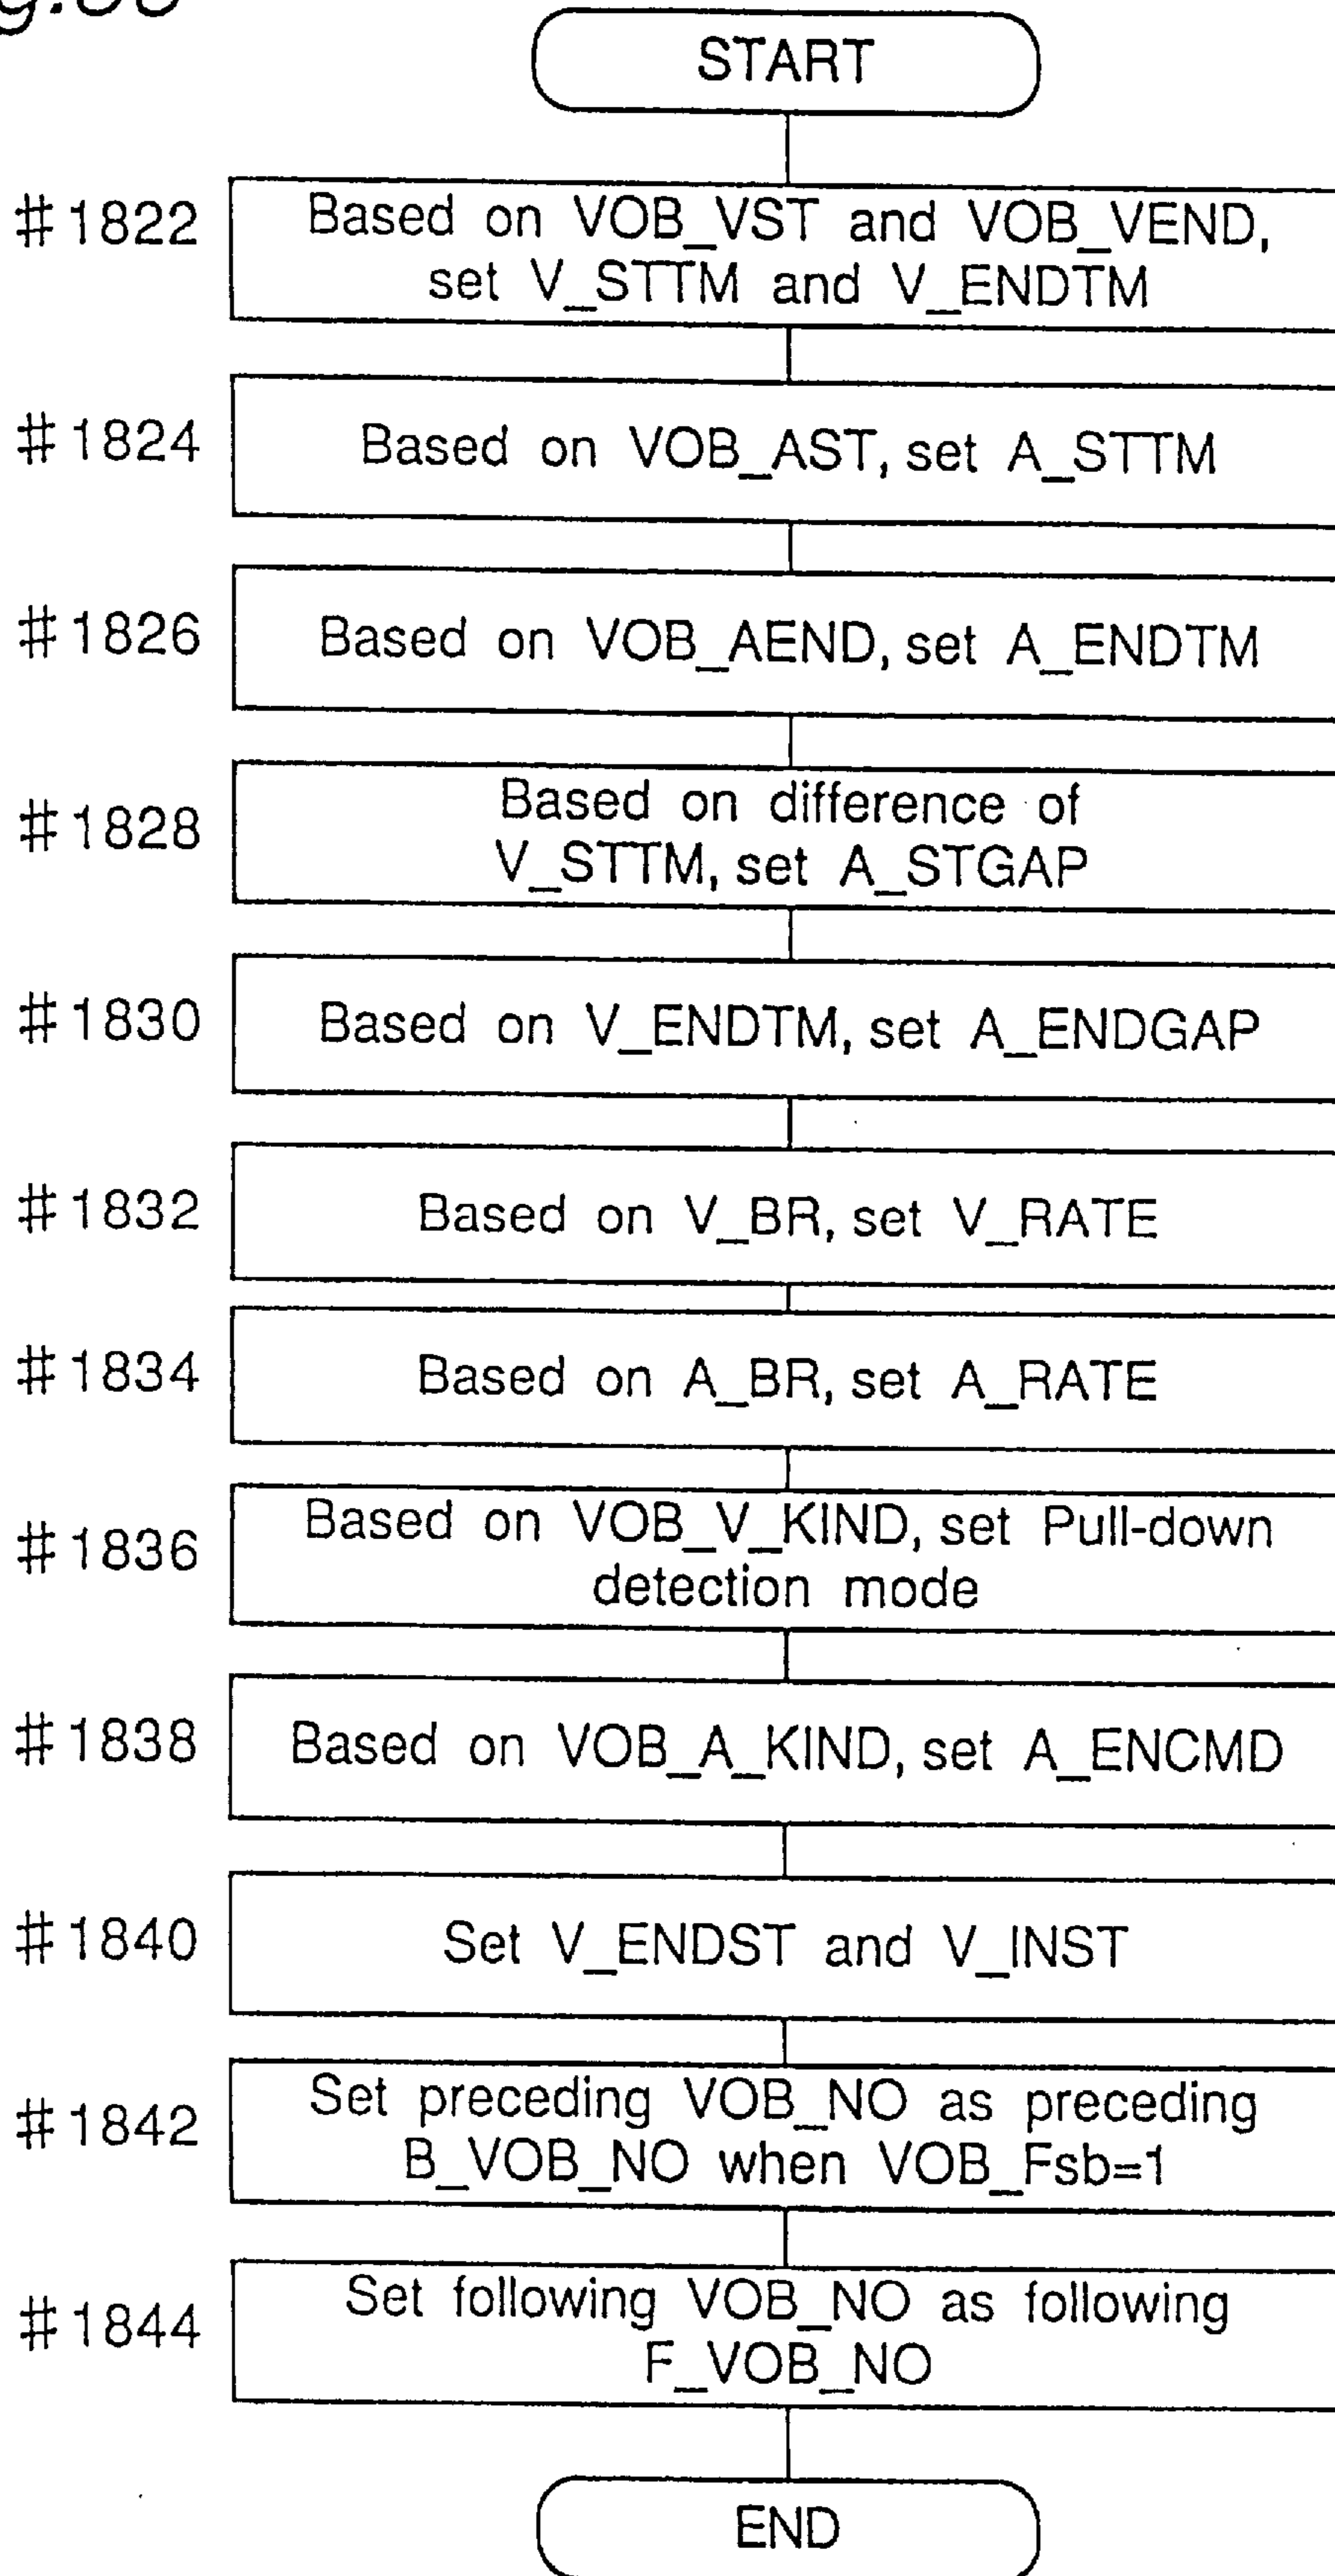 START
#1822
Based on VOB_VST and VOB_VEND,
set V_STTM and V_ENDTM
#1824
Based on VOB_AST, set A_STTM
#1826
Based on VOB_AEND, set A_ENDTM
#1828
Based on difference of
V_STTM, set A_STGAP
#1830
Based on V_ENDTM, set A_ENDGAP
#1832
Based on V_BR, set V_RATE
#1834
Based on A_BR, set A_RATE
#1836
Based on VOB_V_KIND, set Pull-down
detection mode
#1838
Based on VOB_A_KIND, set A_ENCMD
#1840
Set V_ENDST and V_INST
#1842
Set preceding VOB_NO as preceding
B_VOB_NO when VOB_Fsb=1
#1844
Set following VOB_NO as following
F_VOB_NO
END